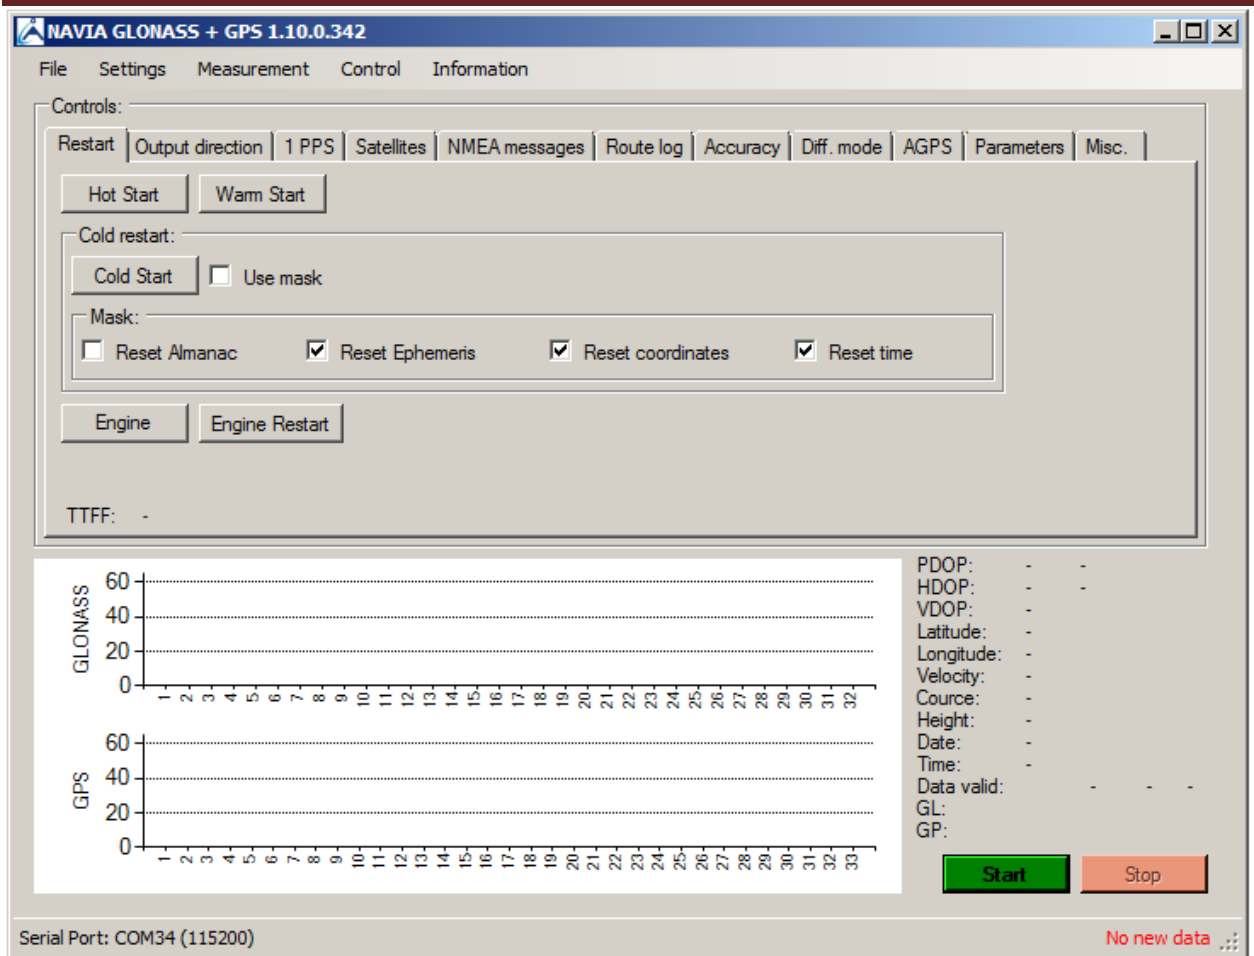 NAVIA GLONASS + GPS 1.10.0.342
File Settings Measurement Control Information
Controls:
Restart Output direction 1 PPS Satellites NMEA messages Route log Accuracy Diff. mode AGPS Parameters Misc.
Hot Start Warm Start
Cold restart:
Cold Start Use mask
Mask:
Reset Almanac Reset Ephemeris Reset coordinates Reset time
Engine Engine Restart
TTFF: -
GLONASS
60
40
20
0
1 2 3 4 5 6 7 8 9 10 11 12 13 14 15 16 17 18 19 20 21 22 23 24 25 26 27 28 29 30 31 32
GPS
60
40
20
0
1 2 3 4 5 6 7 8 9 10 11 12 13 14 15 16 17 18 19 20 21 22 23 24 25 26 27 28 29 30 31 32 33
PDOP: - -
HDOP: - -
VDOP: -
Latitude: -
Longitude: -
Velocity: -
Cource: -
Height: -
Date: -
Time: -
Data valid: - - -
GL:
GP:
Start Stop
Serial Port: COM34 (115200) No new data